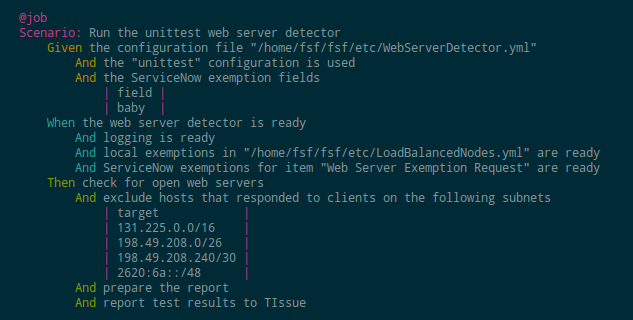 @job
Scenario: Run the unittest web server detector
Given the configuration file "/home/fsf/fsf/etc/WebServerDetector.yml"
And the "unittest" configuration is used
And the ServiceNow exemption fields
| field |
| baby |
When the web server detector is ready
And logging is ready
And local exemptions in "/home/fsf/fsf/etc/LoadBalancedNodes.yml" are ready
And ServiceNow exemptions for item "Web Server Exemption Request" are ready
Then check for open web servers
And exclude hosts that responded to clients on the following subnets
| target |
| 131.225.0.0/16 |
| 198.49.208.0/26 |
| 198.49.208.240/30 |
| 2620:6a::/48 |
And prepare the report
And report test results to TIssue